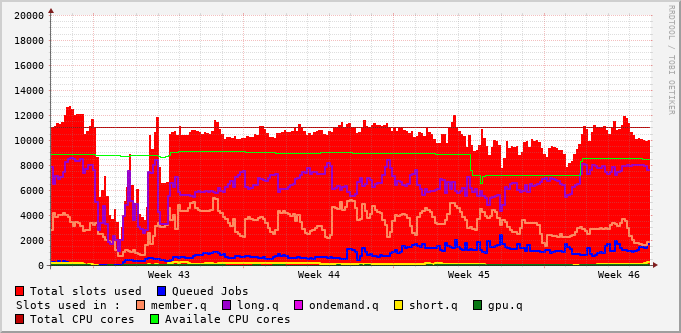 20000
18000
16000
14000
12000
10000
8000
6000
4000
2000
0
Week 43 Week 44 Week 45 Week 46
RRDTOOL / TOBI OETIKER
Total slots used Queued Jobs
Slots used in : member.q long.q ondemand.q short.q gpu.q
Total CPU cores Availale CPU cores